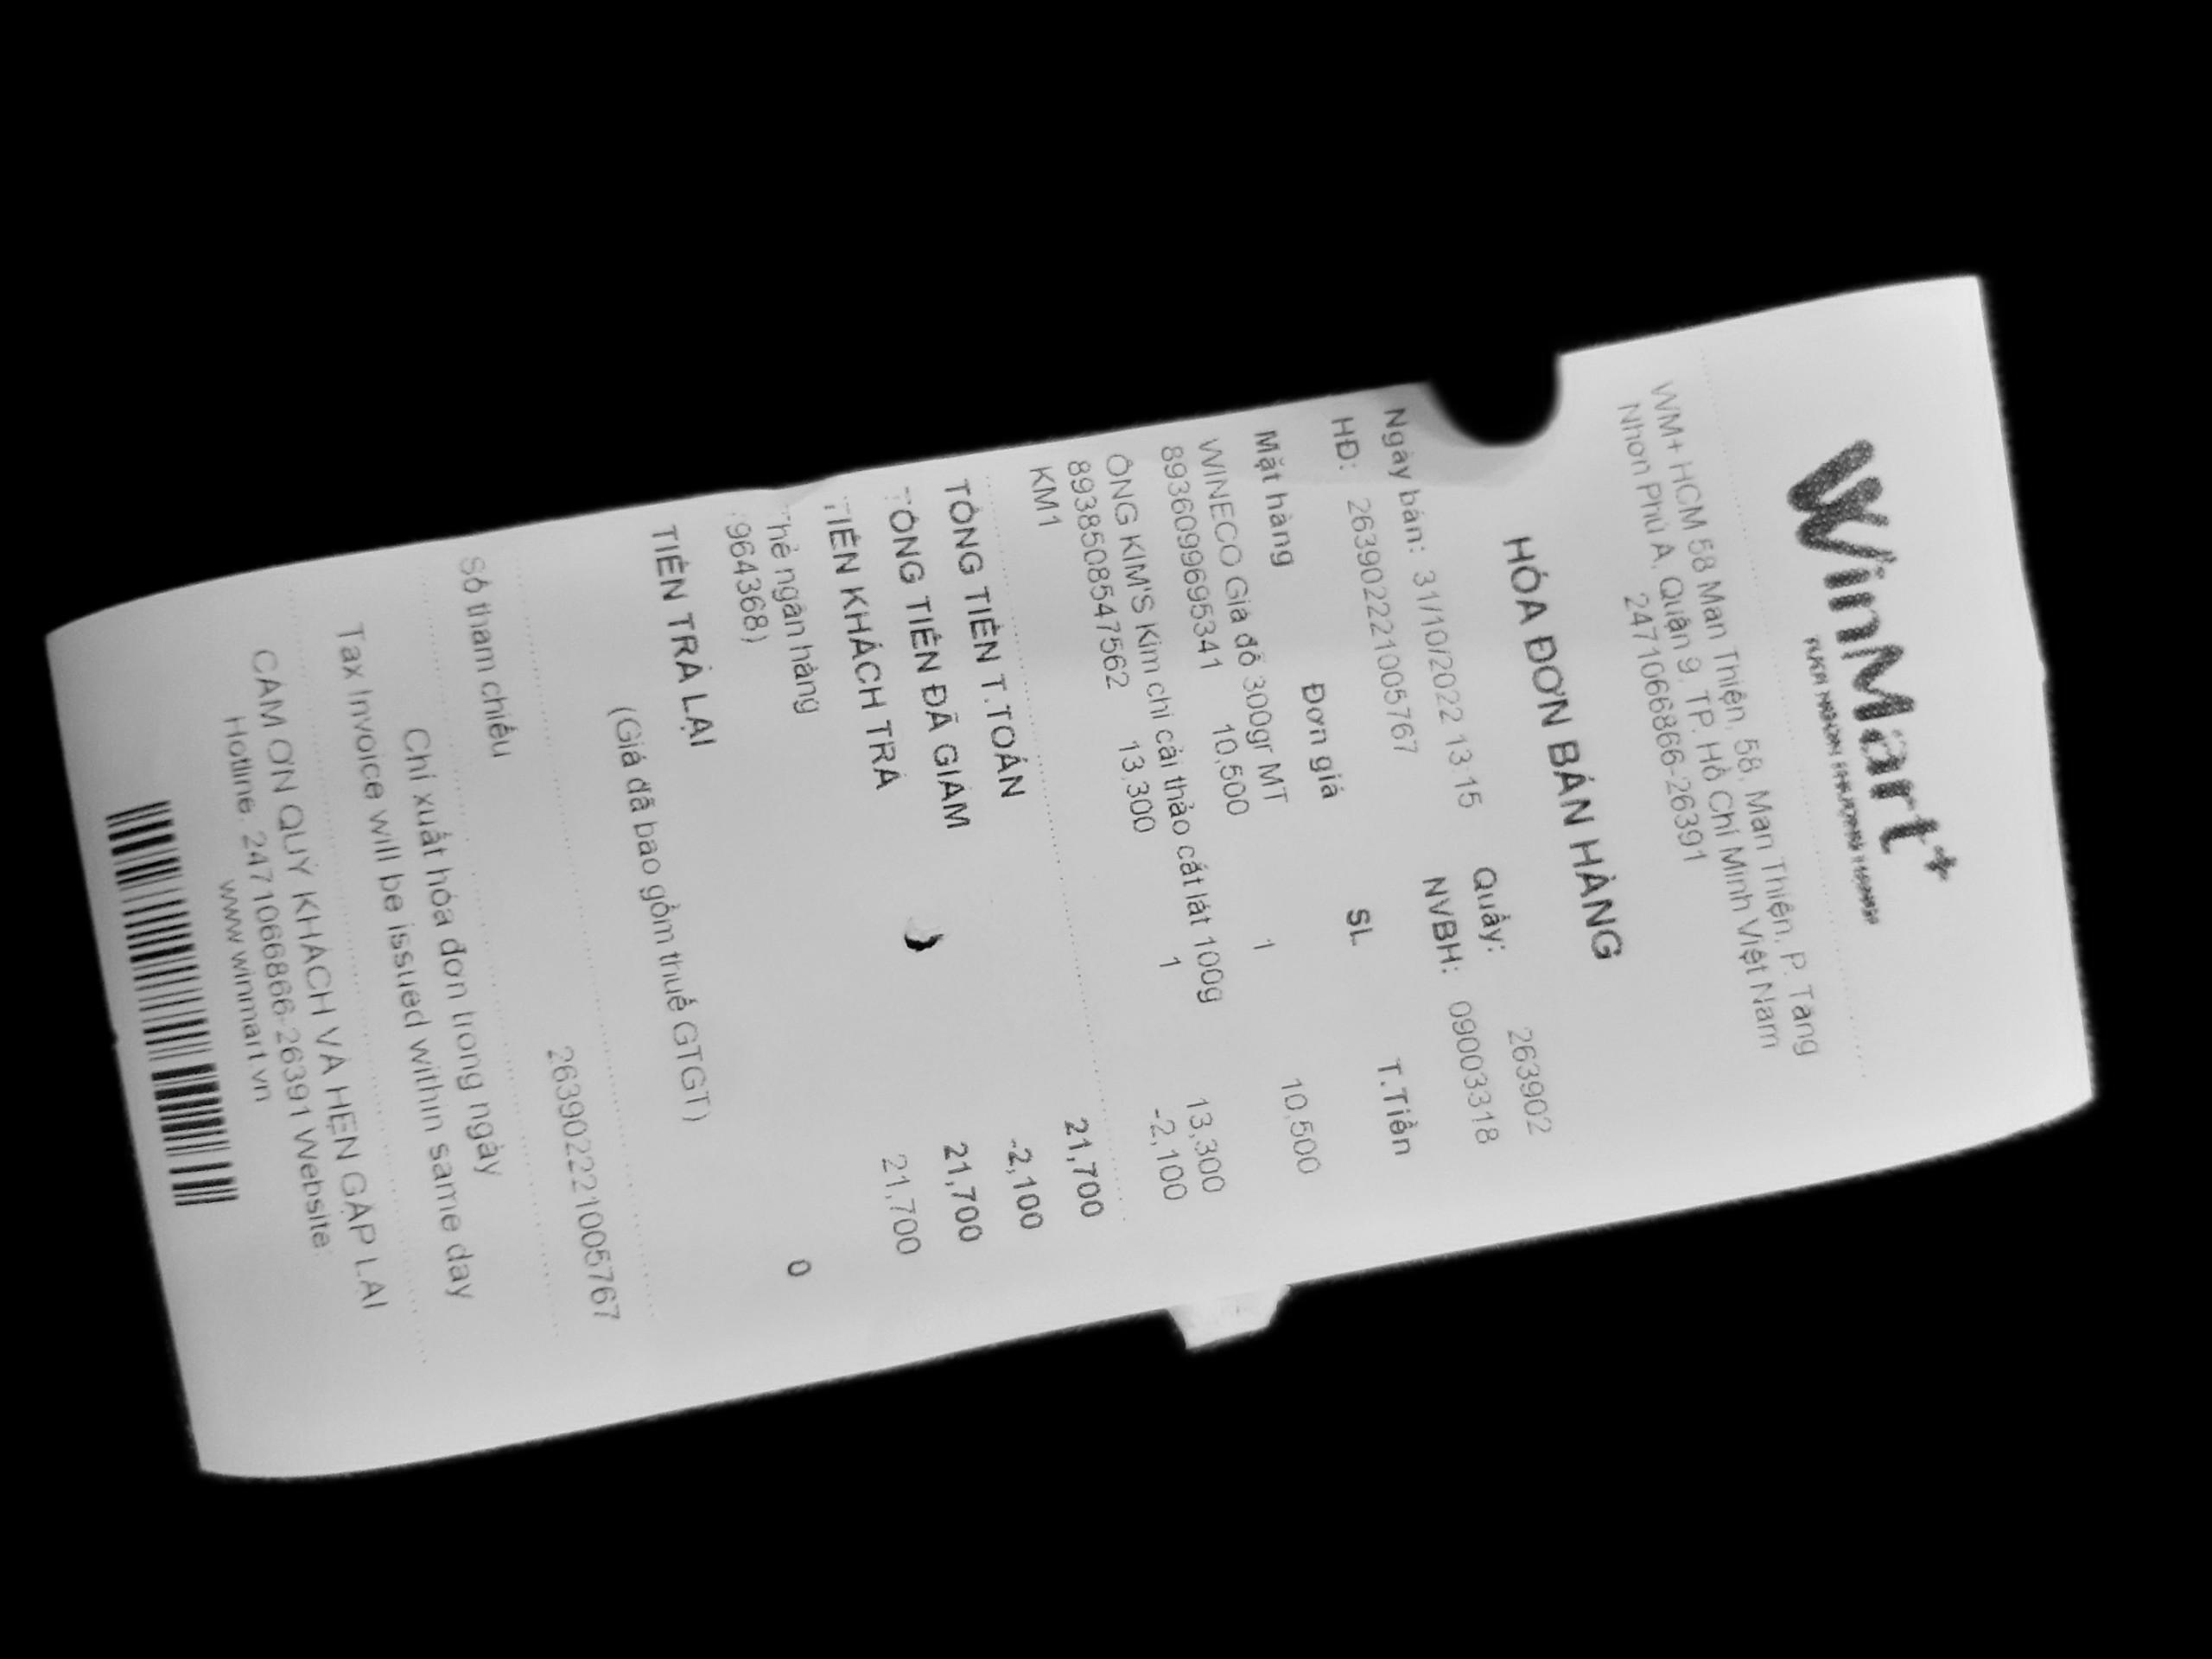 WinMart+
WM+ HCM 58 Man Thiện, 58, Man Thiện, P. Tăng
Nhơn Phú A, Quận 9, TP. Hồ Chí Minh Việt Nam
2471066866-26391
HÓA ĐƠN BÁN HÀNG
Ngày bán: 31/10/2022 13:15 Quầy: 263902
HĐ: 263902221005767 NVBH: 09003318
Mặt hàng Đơn giá SL T.Tiền
WINECO Giá đỗ 300gr MT
8936099695341 10,500 1 10,500
ÔNG KIM'S Kim chi cải thảo cắt lát 100g
8938508547562 13,300 1 13,300
KM1 -2,100
TỔNG TIỀN T.TOÁN 21,700
TỔNG TIỀN ĐÃ GIẢM -2,100
TIỀN KHÁCH TRẢ 21,700
Thẻ ngân hàng 21,700
964368)
TIỀN TRẢ LẠI 0
(Giá đã bao gồm thuế GTGT)
Số tham chiếu 263902221005767
Chỉ xuất hóa đơn trong ngày
Tax Invoice will be issued within same day
CẢM ƠN QUÝ KHÁCH VÀ HẸN GẶP LẠI
Hotline: 2471066866-26391 Website:
www.winmart.vn